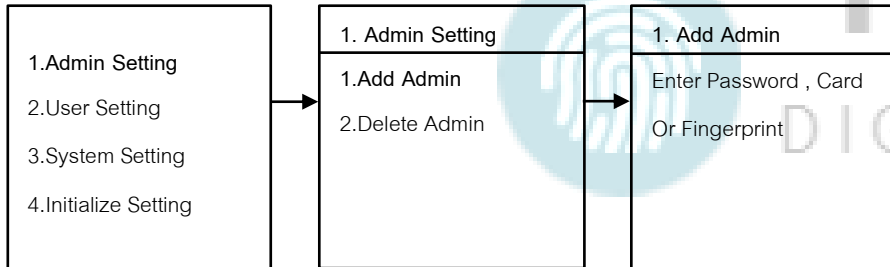 1.Admin Setting
2.User Setting
3.System Setting
4.Initialize Setting
1. Admin Setting
1.Add Admin
2.Delete Admin
1. Add Admin
Enter Password , Card
Or Fingerprint